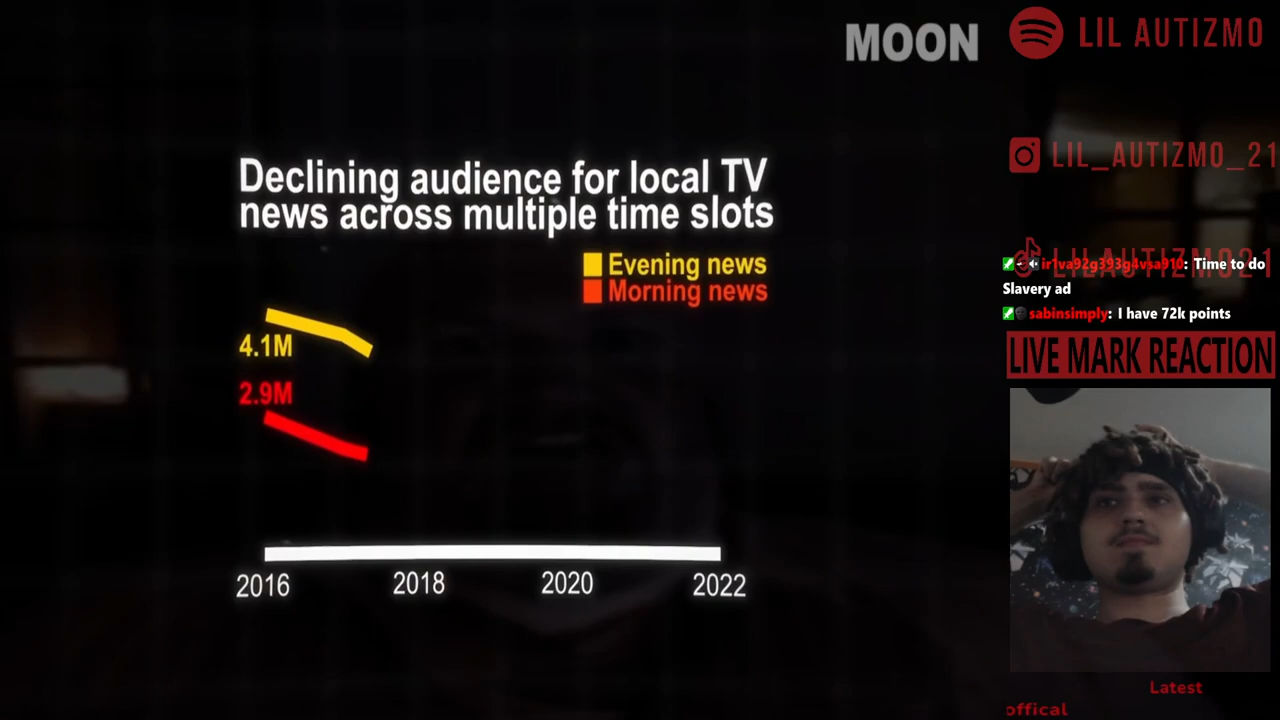 MOON
LIL AUTIZMO
LIL_AUTIZMO_21
Declining audience for local TV
news across multiple time slots
Evening news
Morning news
4.1M
2.9M
2016
2018
2020
2022
LILAUTIZMO21
ir1va92g393g4vsa910: Time to do
Slavery ad
sabinsimply: I have 72k points
LIVE MARK REACTION
Latest
offical